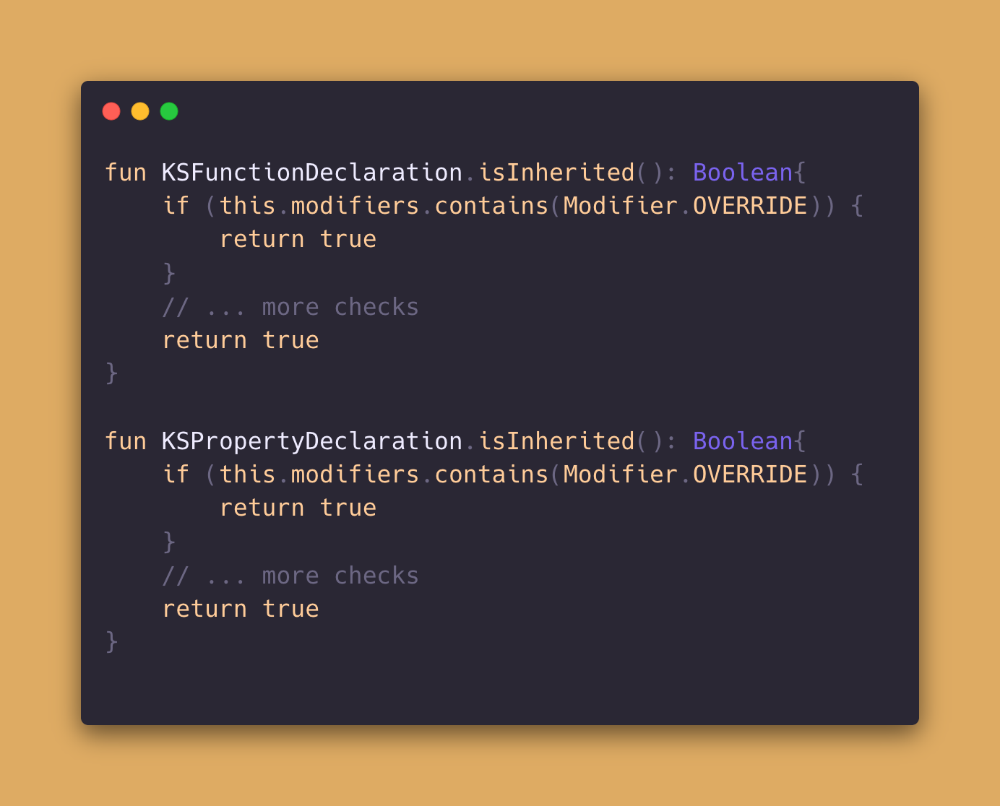 fun KSFunctionDeclaration.isInherited(): Boolean{
    if (this.modifiers.contains(Modifier.OVERRIDE)) {
        return true
    }
    // ... more checks
    return true
}

fun KSPropertyDeclaration.isInherited(): Boolean{
    if (this.modifiers.contains(Modifier.OVERRIDE)) {
        return true
    }
    // ... more checks
    return true
}